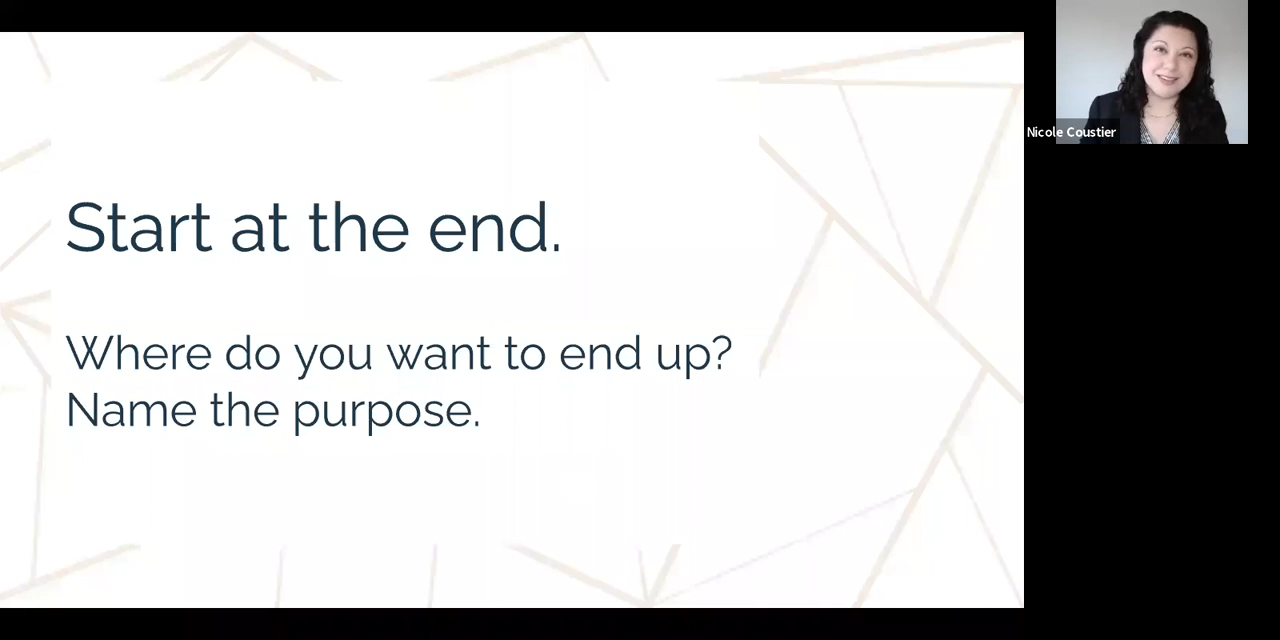 Start at the end.
Where do you want to end up?
Name the purpose.
Nicole Coustier